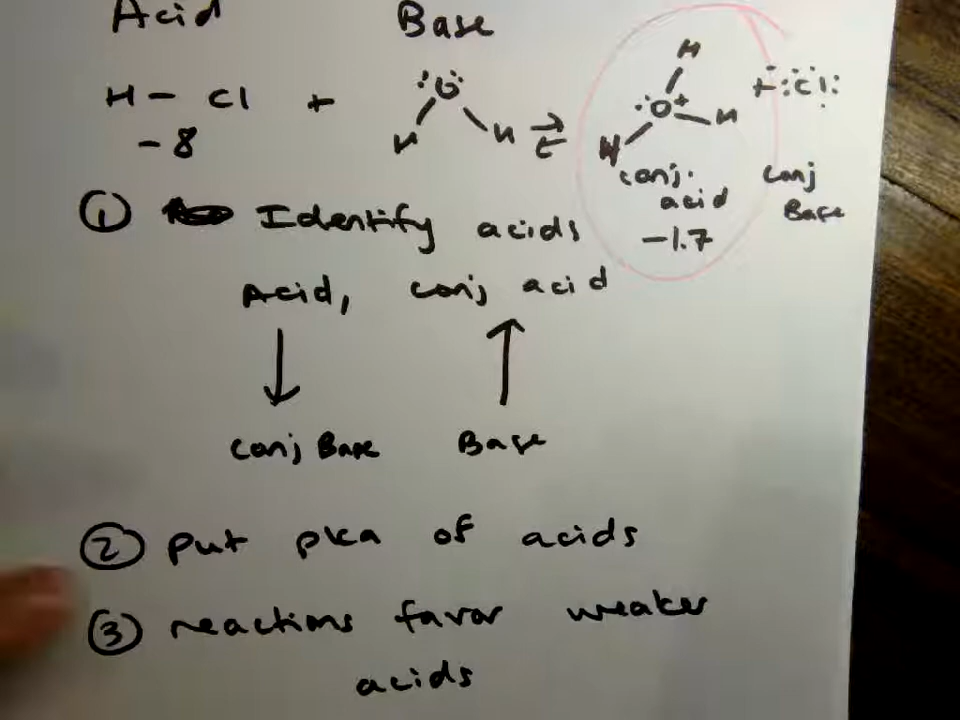 Acid Base
H - Cl + :Ö: H H ⇌ H :O+ H H + :Cl:
-8
conj. acid -1.7
conj Base
① Identify acids
Acid, conj acid
conj Base Base
② put pka of acids
③ reactions favor weaker
acids